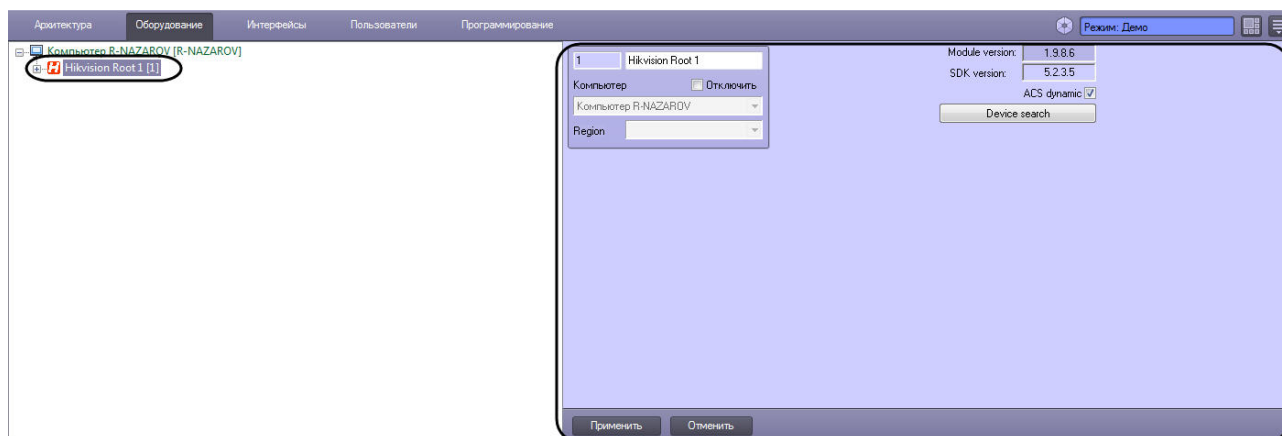 Архитектура Оборудование Интерфейсы Пользователи Программирование Режим: Демо
Компьютер R-NAZAROV [R-NAZAROV]
Hikvision Root 1 [1]
1 Hikvision Root 1
Компьютер Отключить
Компьютер R-NAZAROV
Region
Module version: 1.9.8.6
SDK version: 5.2.3.5
ACS dynamic
Device search
Применить Отменить